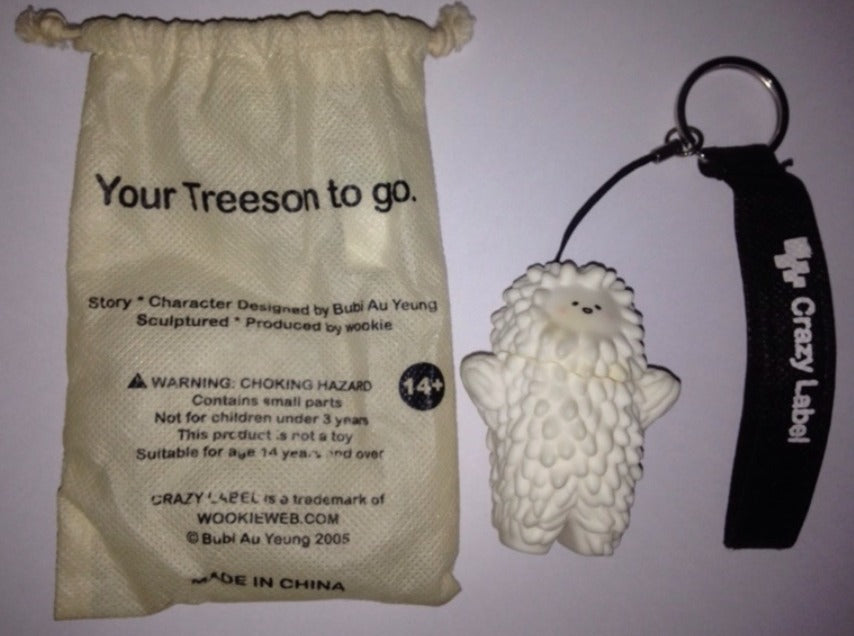 Your Treeson to go.
Story * Character Designed by Bubi Au Yeung
Sculptured * Produced by wookie
WARNING: CHOKING HAZARD
14+
Contains small parts
Not for children under 3 years
This product is not a toy
Suitable for age 14 years and over
CRAZY LABEL is a trademark of
WOOKIEWEB.COM
© Bubi Au Yeung 2005
MADE IN CHINA
Crazy Label